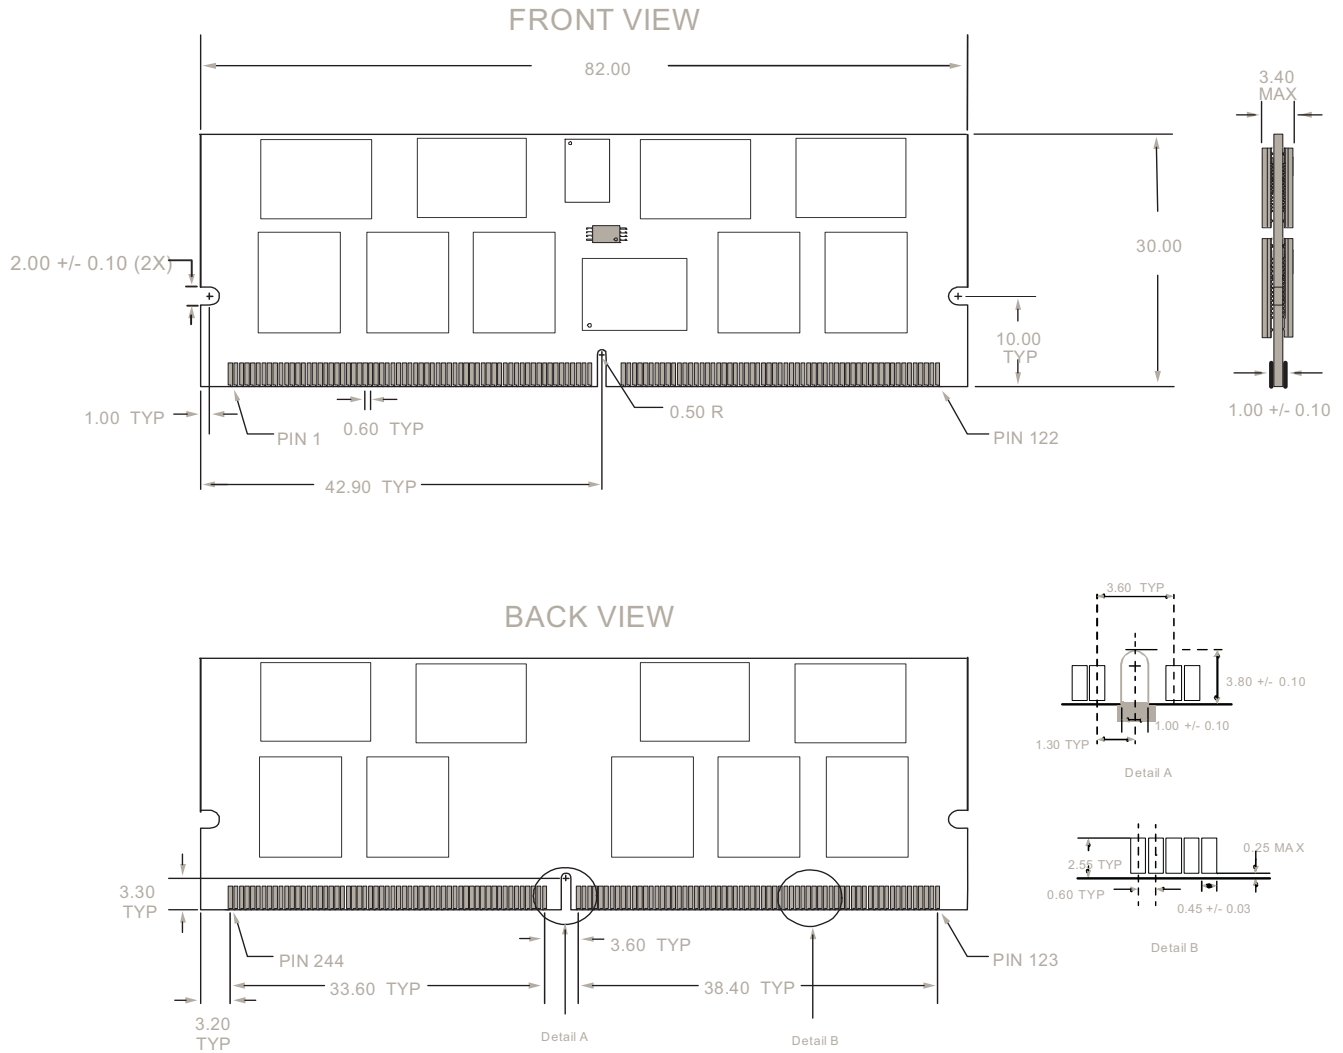 FRONT VIEW
82.00
3.40
MAX
30.00
2.00 +/- 0.10 (2X)
10.00
TYP
1.00 TYP
PIN 1
0.60 TYP
0.50 R
PIN 122
1.00 +/- 0.10
42.90 TYP
BACK VIEW
3.60 TYP
3.80 +/- 0.10
1.00 +/- 0.10
1.30 TYP
Detail A
0.25 MAX
2.55 TYP
0.60 TYP
0.45 +/- 0.03
Detail B
3.30
TYP
3.60 TYP
PIN 244
PIN 123
33.60 TYP
38.40 TYP
3.20
TYP
Detail A
Detail B